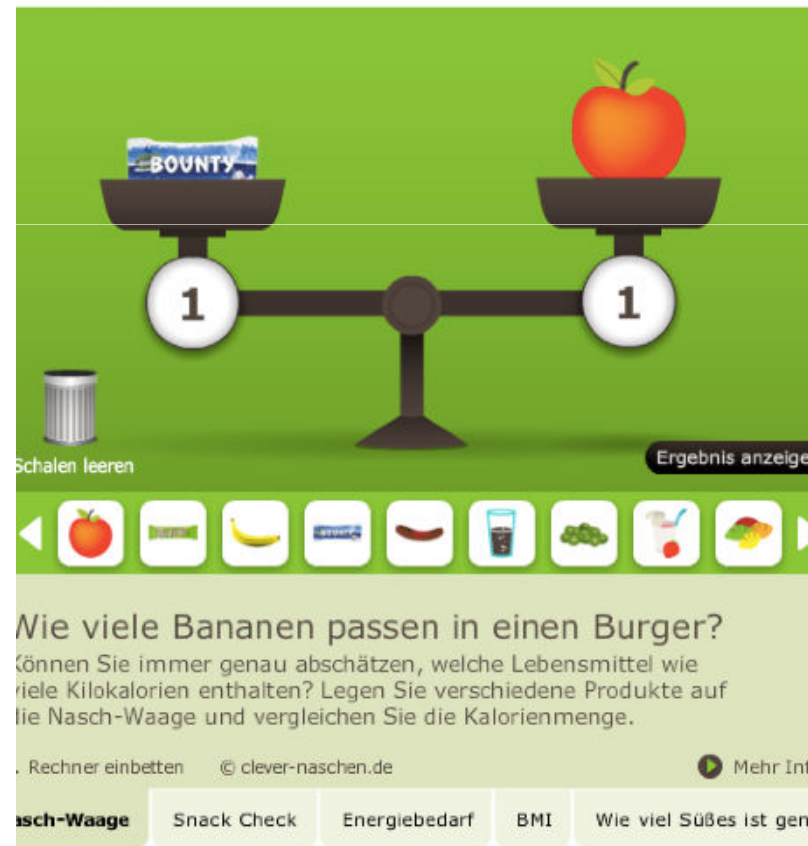 BOUNTY
1
1
Schalen leeren
Ergebnis anzeige
Wie viele Bananen passen in einen Burger?
Können Sie immer genau abschätzen, welche Lebensmittel wie
viele Kilokalorien enthalten? Legen Sie verschiedene Produkte auf
die Nasch-Waage und vergleichen Sie die Kalorienmenge.
. Rechner einbetten © clever-naschen.de Mehr Inf
asch-Waage Snack Check Energiebedarf BMI Wie viel Süßes ist gen